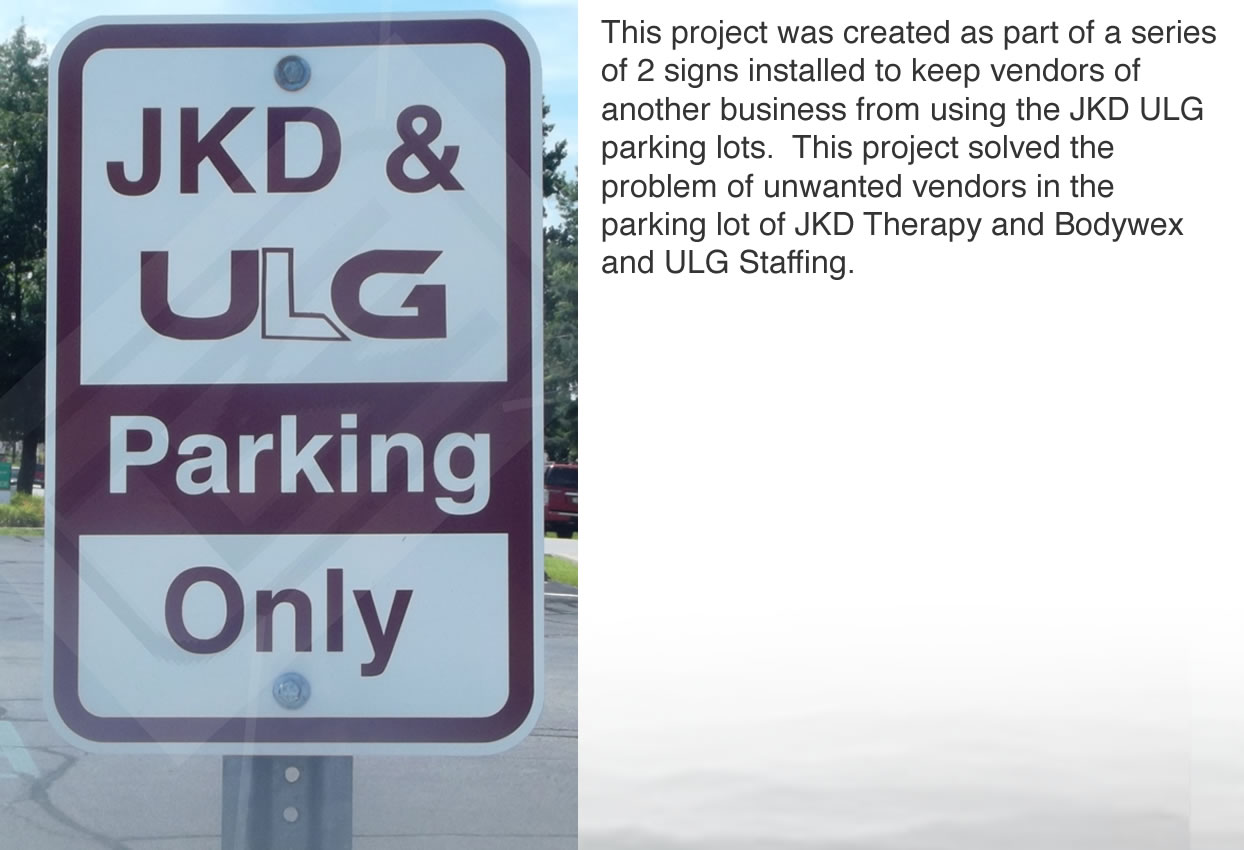 JKD &
ULG
Parking
Only
This project was created as part of a series
of 2 signs installed to keep vendors of
another business from using the JKD ULG
parking lots.  This project solved the
problem of unwanted vendors in the
parking lot of JKD Therapy and Bodywex
and ULG Staffing.